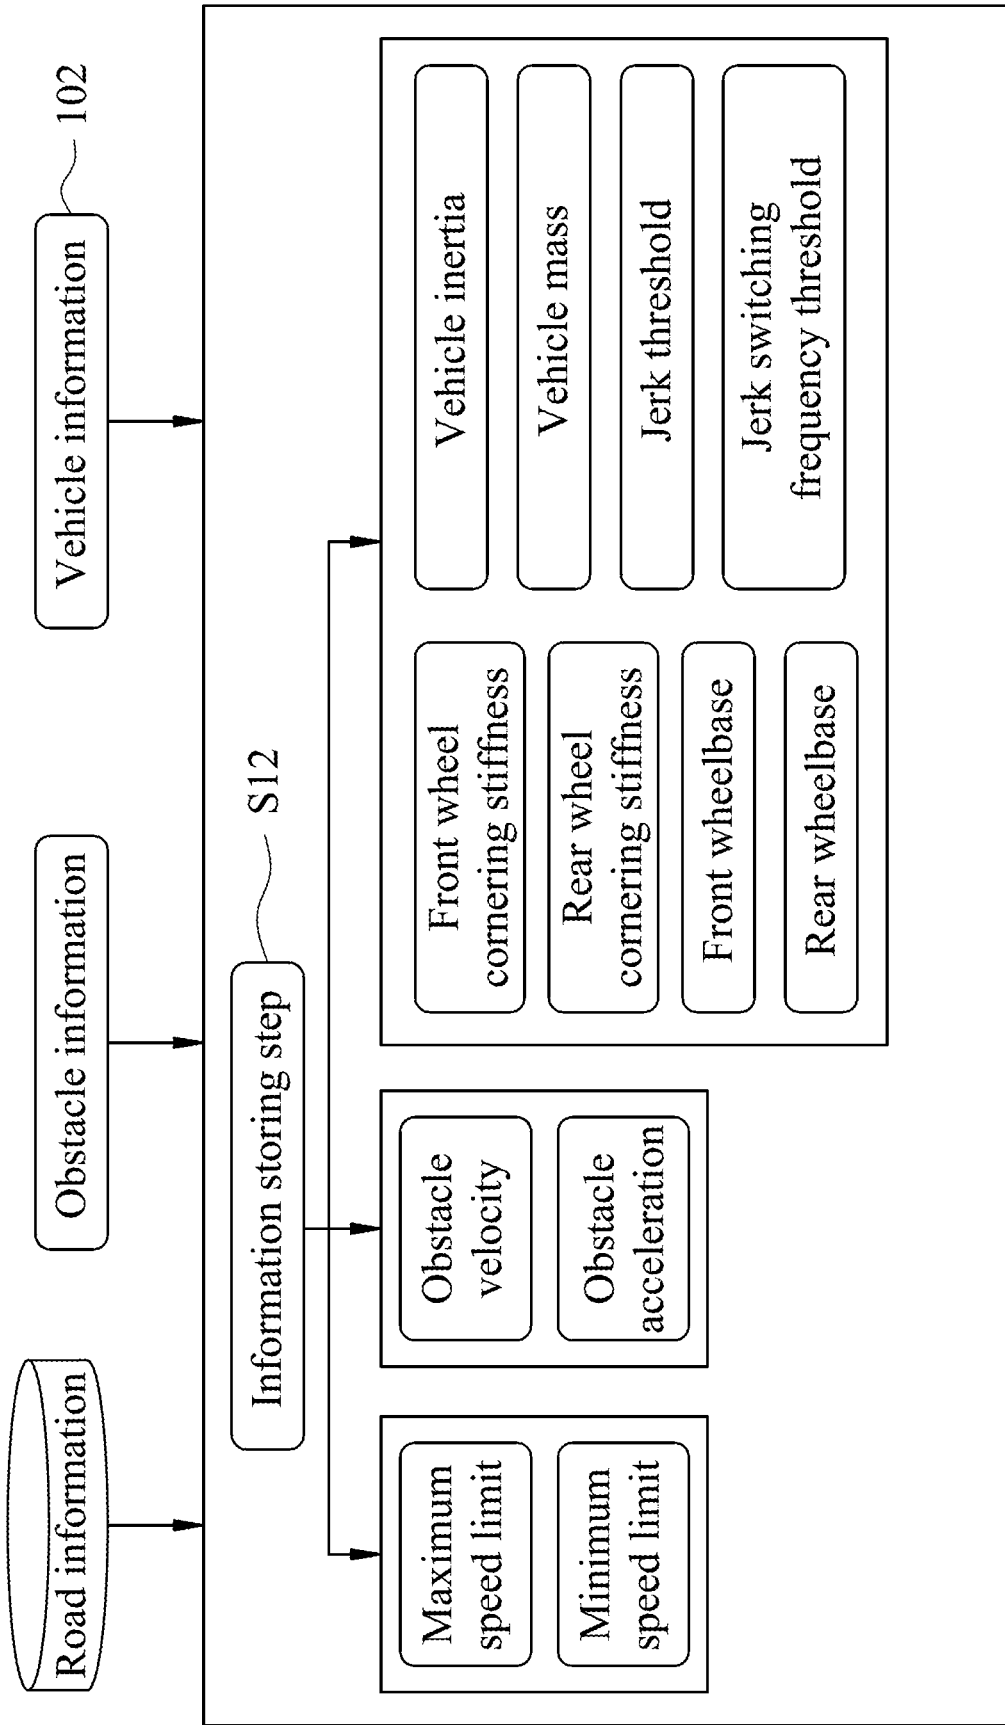 Road information
Obstacle information
Vehicle information
102
Information storing step
S12
Maximum
speed limit
Minimum
speed limit
Obstacle
velocity
Obstacle
acceleration
Front wheel
cornering stiffness
Rear wheel
cornering stiffness
Front wheelbase
Rear wheelbase
Vehicle inertia
Vehicle mass
Jerk threshold
Jerk switching
frequency threshold